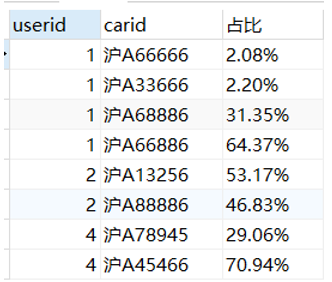 userid carid 占比
1 沪A66666 2.08%
1 沪A33666 2.20%
1 沪A68886 31.35%
1 沪A66886 64.37%
2 沪A13256 53.17%
2 沪A88886 46.83%
4 沪A78945 29.06%
4 沪A45466 70.94%